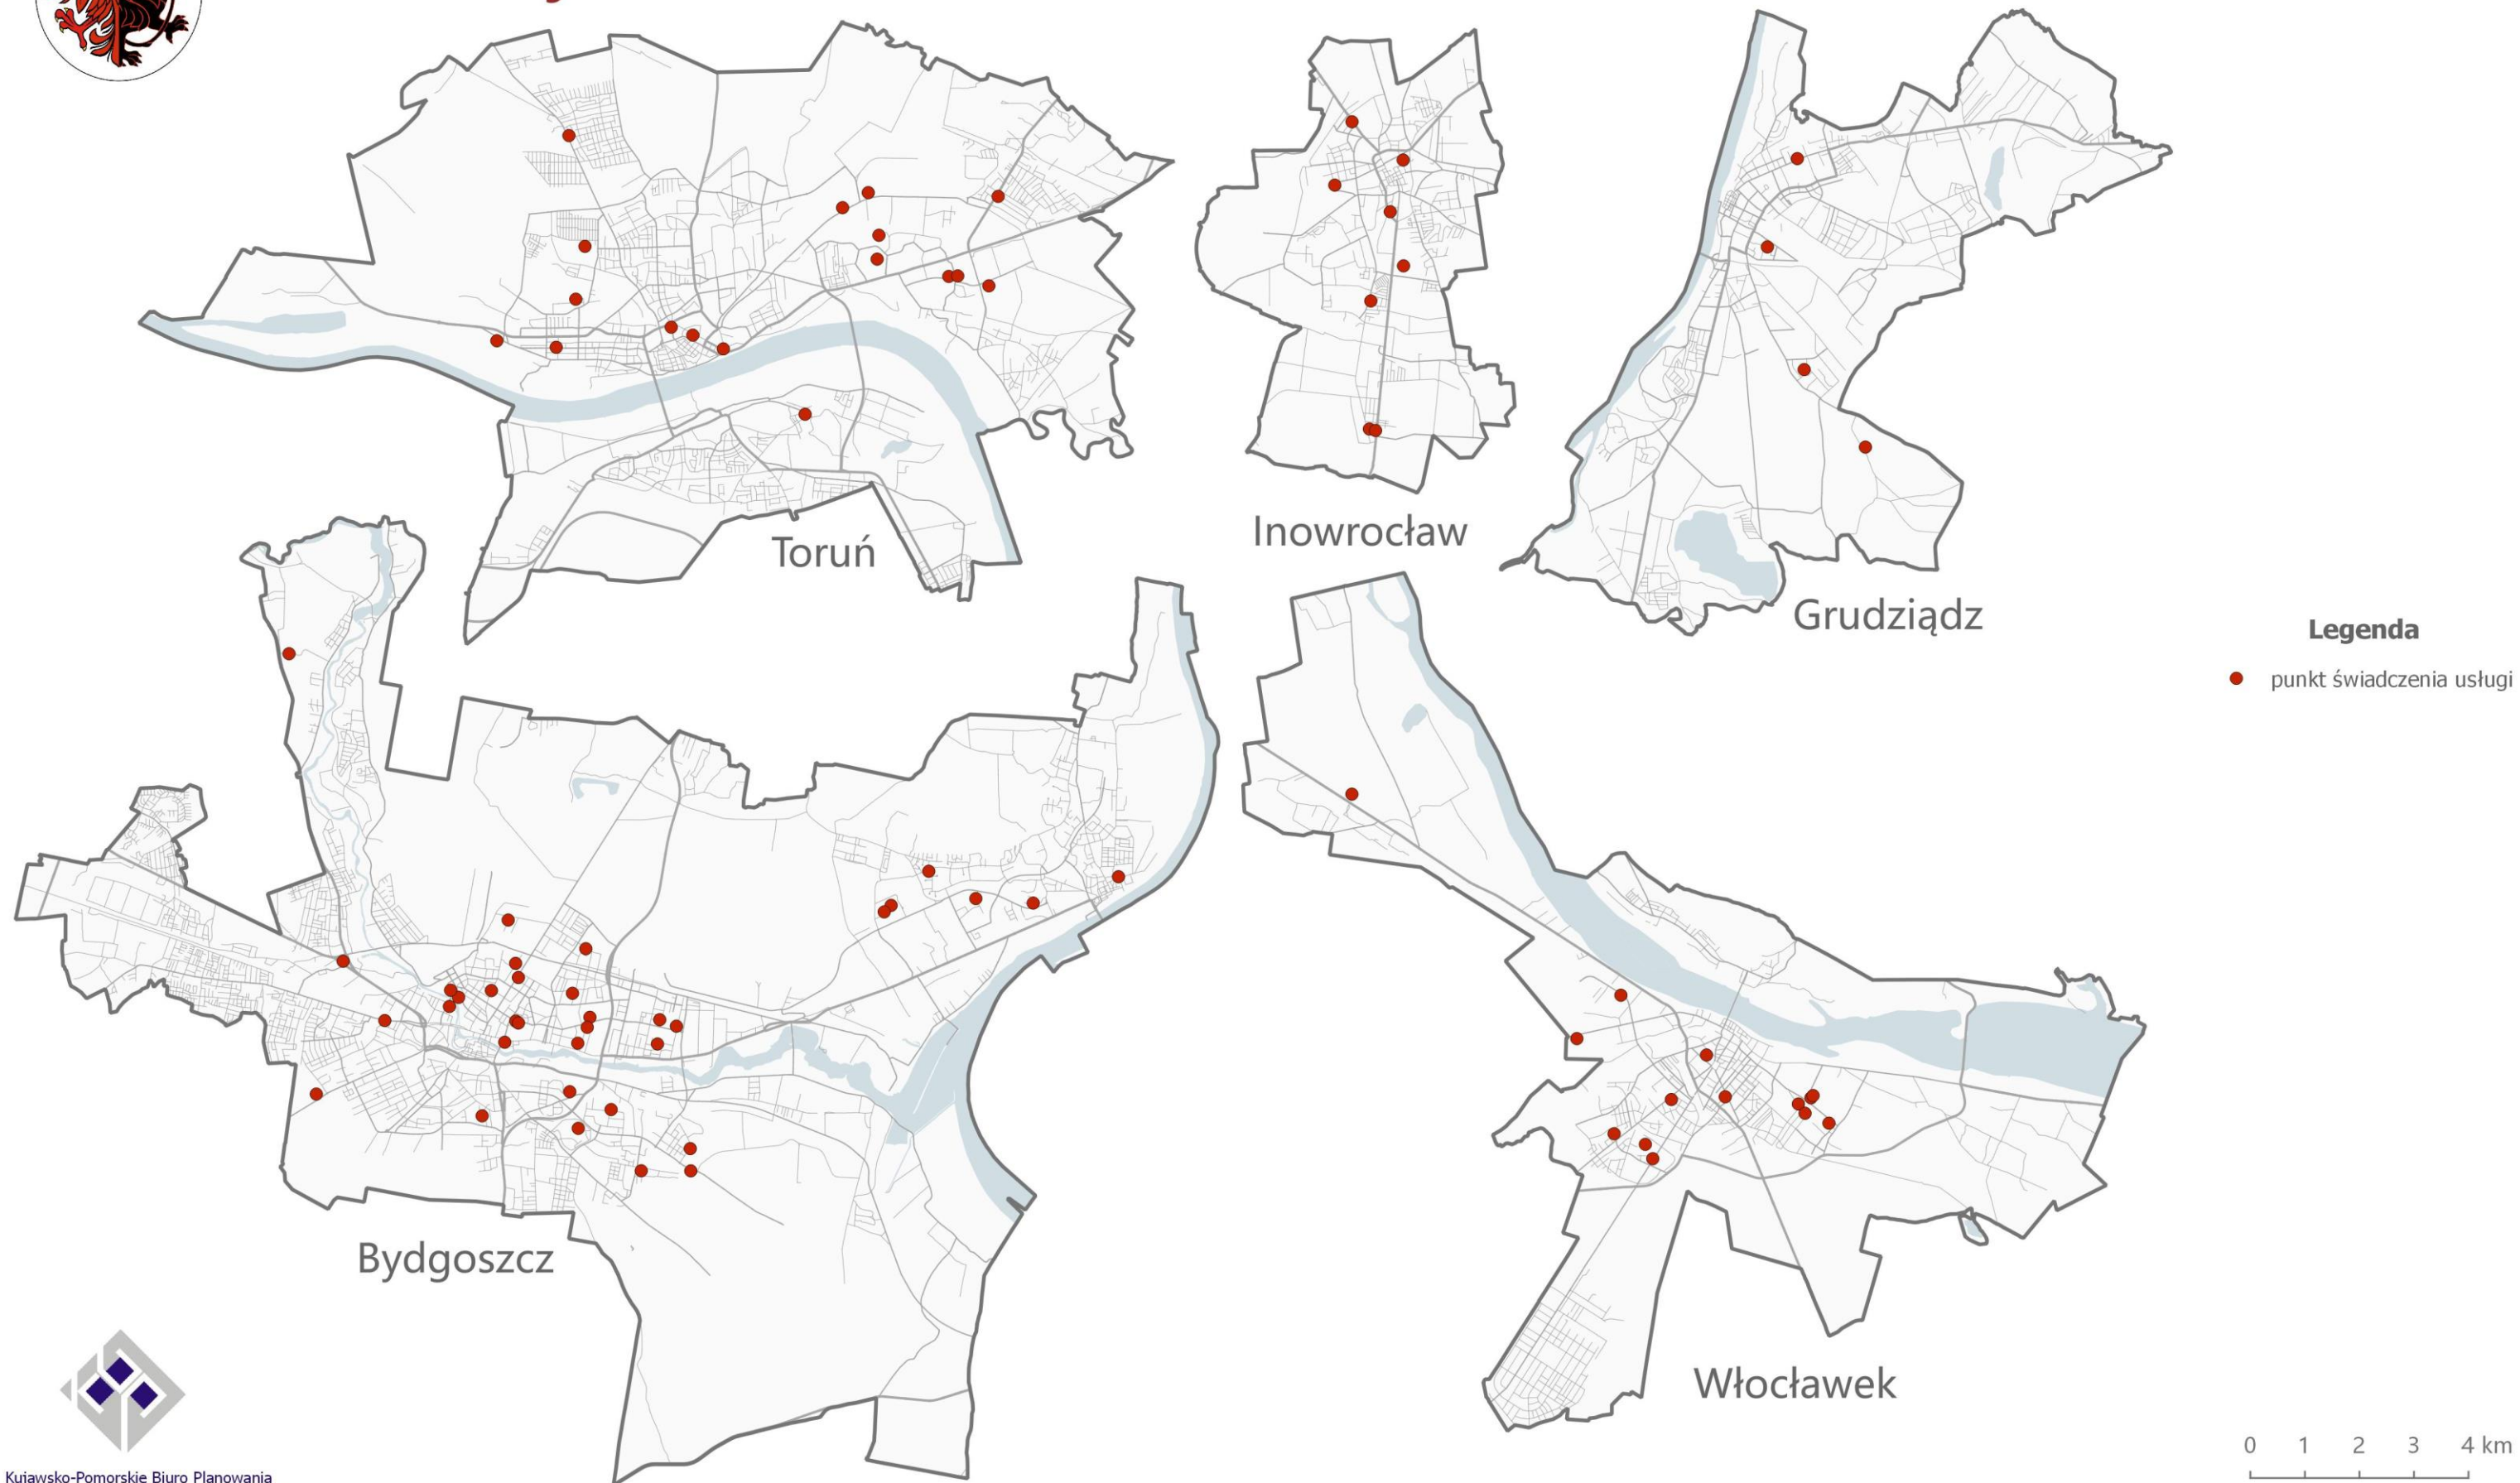 Toruń
Inowrocław
Grudziądz
Legenda
punkt świadczenia usługi
Bydgoszcz
Włocławek
0 1 2 3 4 km
Kujawsko-Pomorskie Biuro Planowania